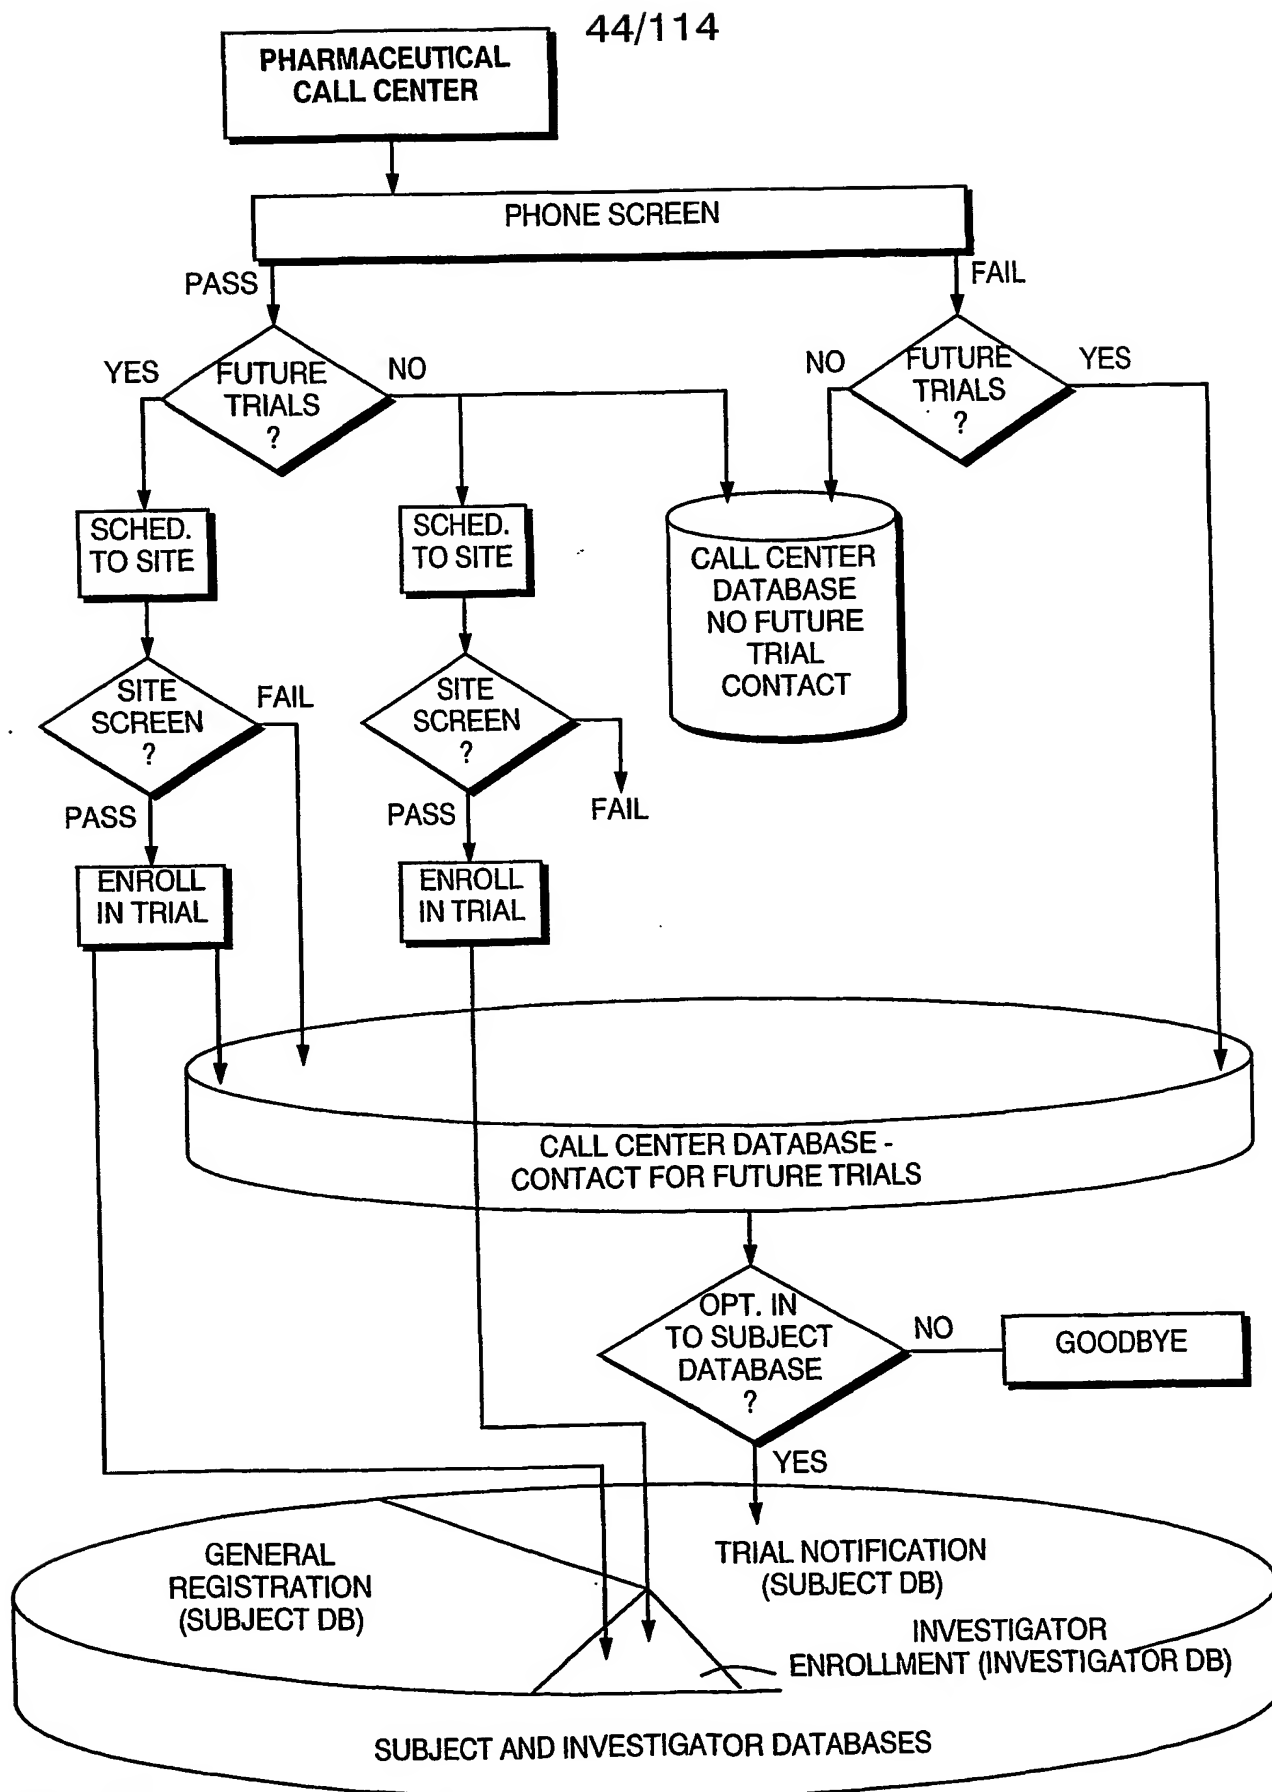 44/114
PHARMACEUTICAL
CALL CENTER
PHONE SCREEN
PASS
FAIL
YES
FUTURE
TRIALS
?
NO
NO
FUTURE
TRIALS
?
YES
SCHED.
TO SITE
SCHED.
TO SITE
CALL CENTER
DATABASE
NO FUTURE
TRIAL
CONTACT
SITE
SCREEN
?
FAIL
SITE
SCREEN
?
FAIL
PASS
PASS
ENROLL
IN TRIAL
ENROLL
IN TRIAL
CALL CENTER DATABASE -
CONTACT FOR FUTURE TRIALS
OPT. IN
TO SUBJECT
DATABASE
?
NO
GOODBYE
YES
GENERAL
REGISTRATION
(SUBJECT DB)
TRIAL NOTIFICATION
(SUBJECT DB)
INVESTIGATOR
ENROLLMENT (INVESTIGATOR DB)
SUBJECT AND INVESTIGATOR DATABASES